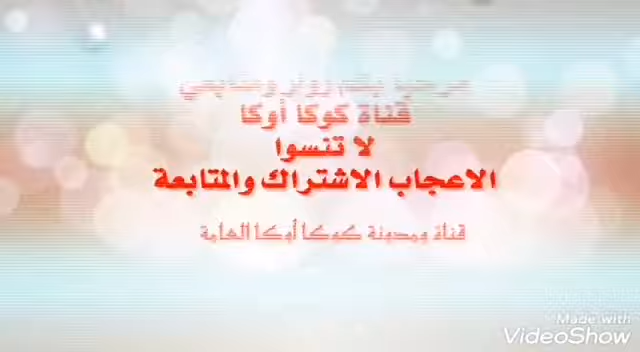 مرحبا بكم زوار ومتابعي
قناة كوكا أوكا
لا تنسوا
الاعجاب الاشتراك والمتابعة
قناة ومدونة كوكا أوكا العامة
Made with
VideoShow